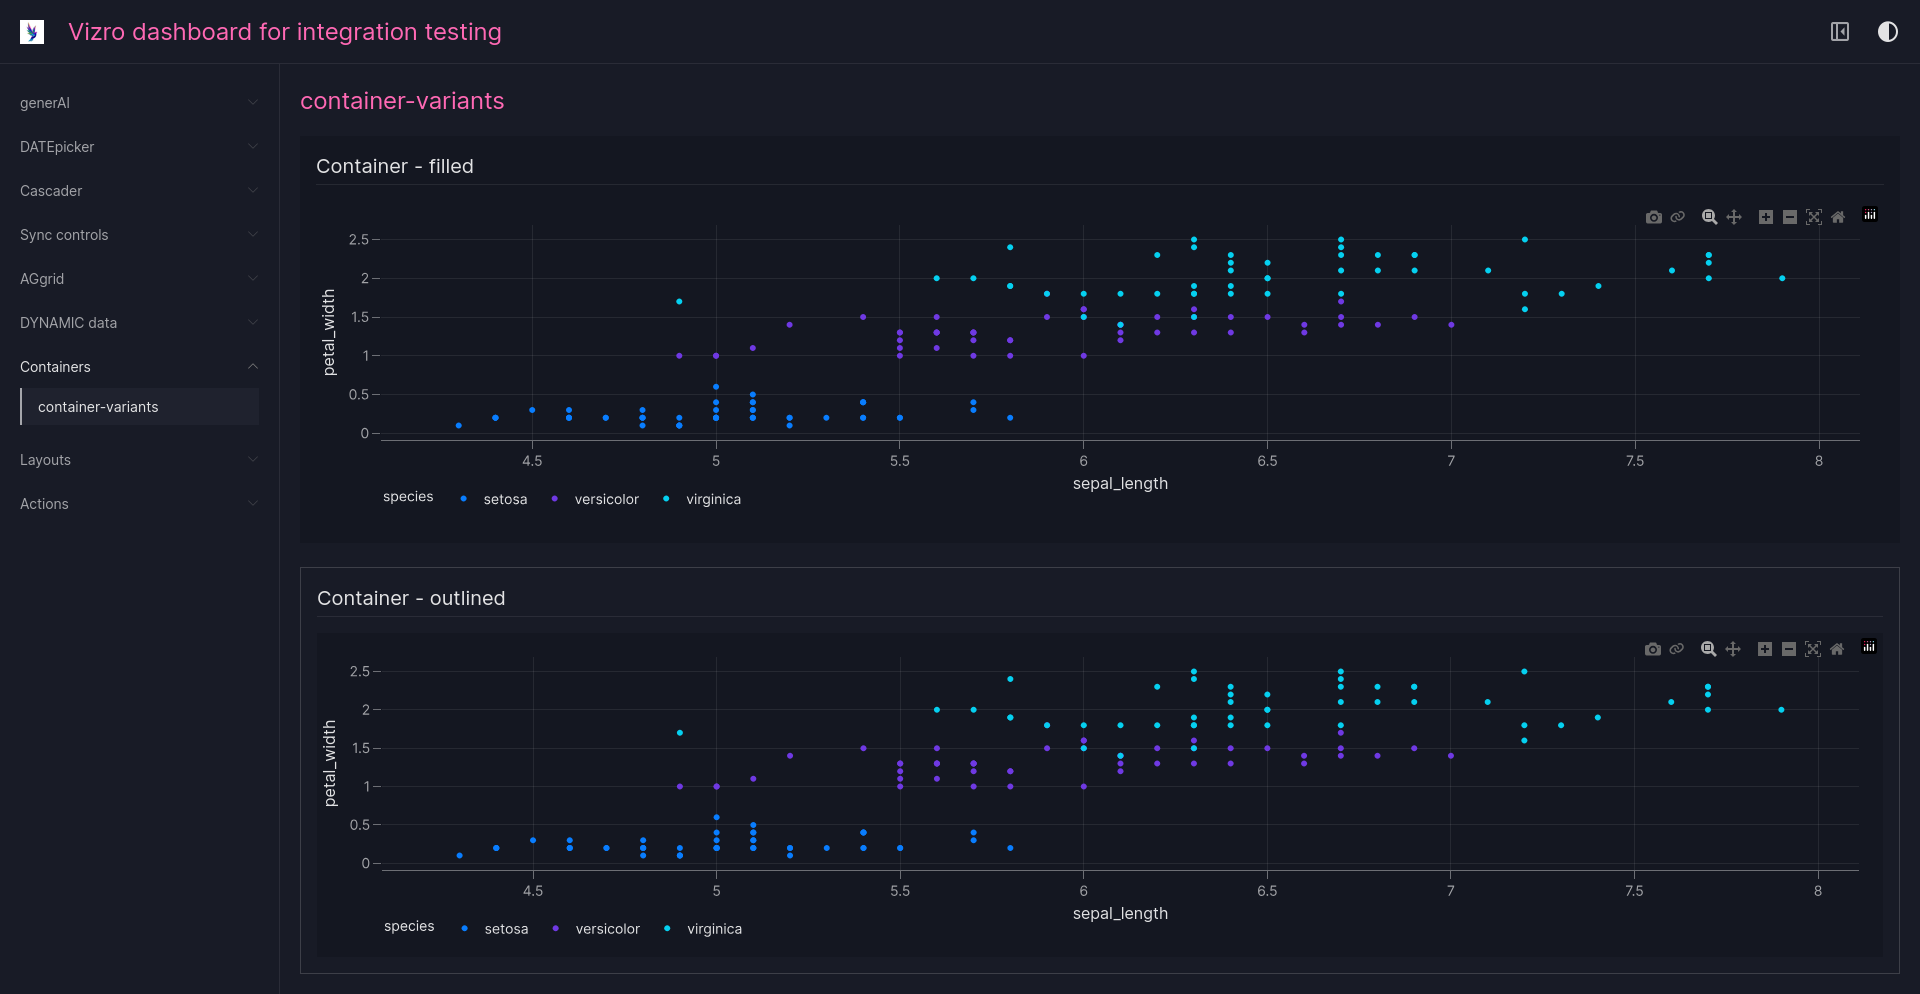 Vizro dashboard for integration testing
generAI
DATEpicker
Cascader
Sync controls
AGgrid
DYNAMIC data
Containers
container-variants
Layouts
Actions
container-variants
Container - filled
petal_width
2.5
2
1.5
1
0.5
0
4.5 5 5.5 6 6.5 7 7.5 8
sepal_length
species setosa versicolor virginica
Container - outlined
petal_width
2.5
2
1.5
1
0.5
0
4.5 5 5.5 6 6.5 7 7.5 8
sepal_length
species setosa versicolor virginica